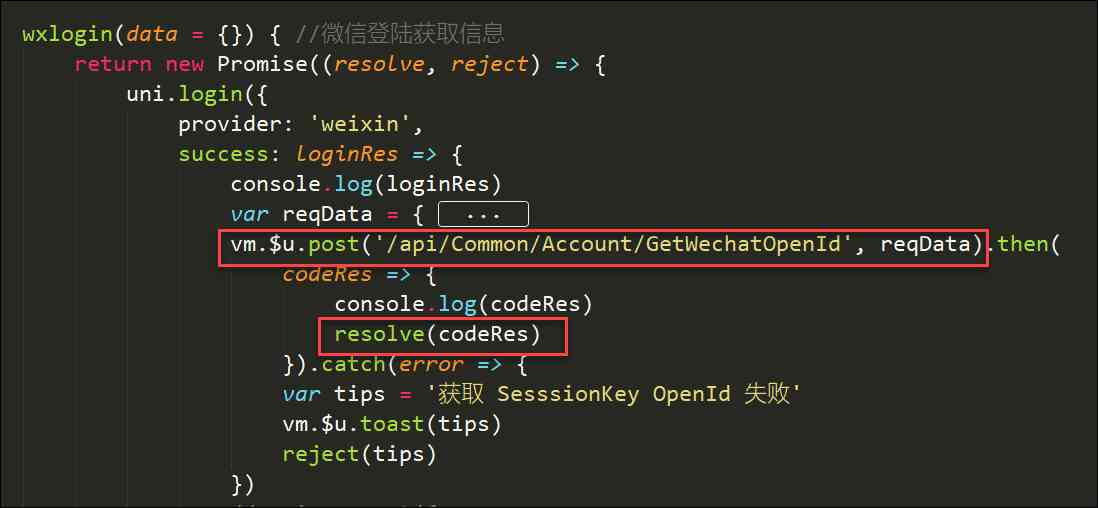 wxlogin(data = {}) { //微信登陆获取信息
return new Promise((resolve, reject) => {
uni.login({
provider: 'weixin',
success: loginRes => {
console.log(loginRes)
var reqData = { ...
vm.$u.post('/api/Common/Account/GetWechatOpenId', reqData).then(
codeRes => {
console.log(codeRes)
resolve(codeRes)
}).catch(error => {
var tips = '获取 SesssionKey OpenId 失败'
vm.$u.toast(tips)
reject(tips)
})